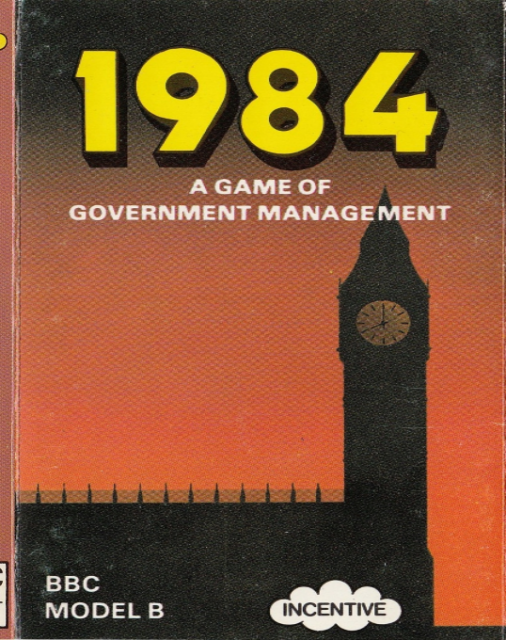 1984
A GAME OF
GOVERNMENT MANAGEMENT
BBC
MODEL B
INCENTIVE